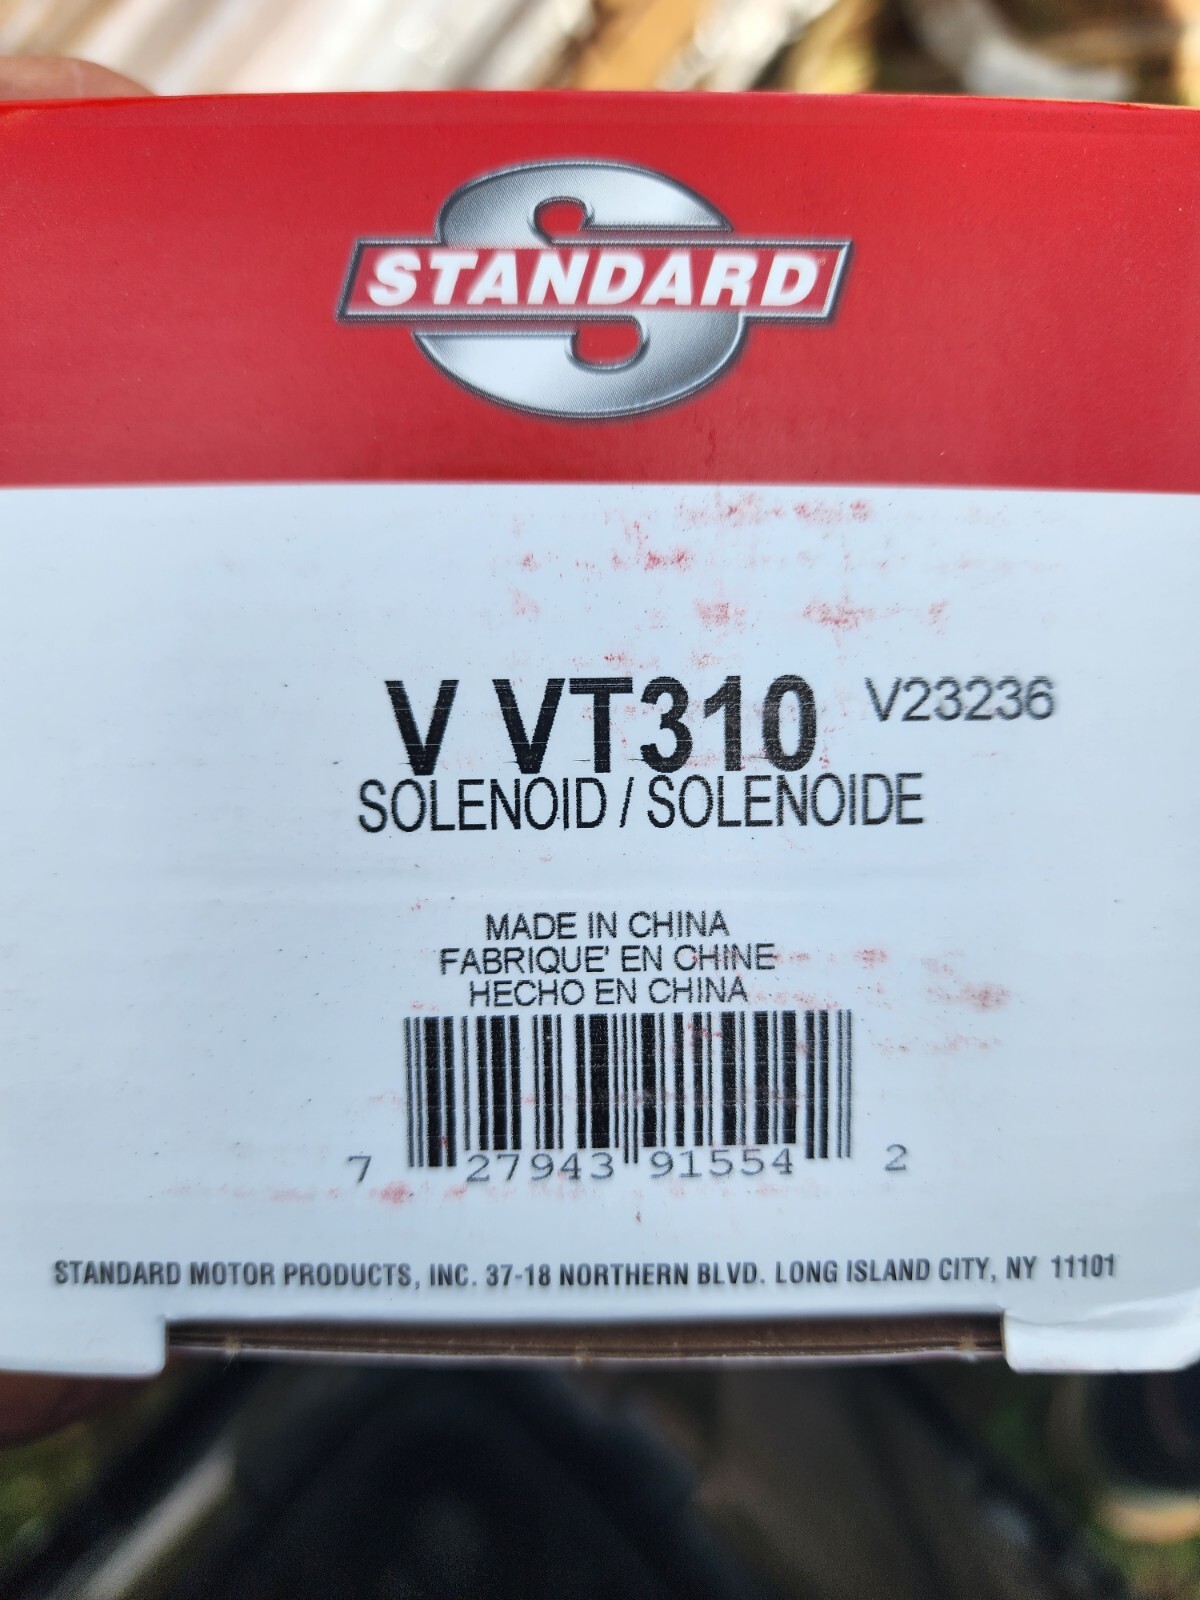 STANDARD
V VT310 V23236
SOLENOID / SOLENOIDE
MADE IN CHINA
FABRIQUE' EN CHINE
HECHO EN CHINA
7 27943 91554 2
STANDARD MOTOR PRODUCTS, INC. 37-18 NORTHERN BLVD. LONG ISLAND CITY, NY 11101